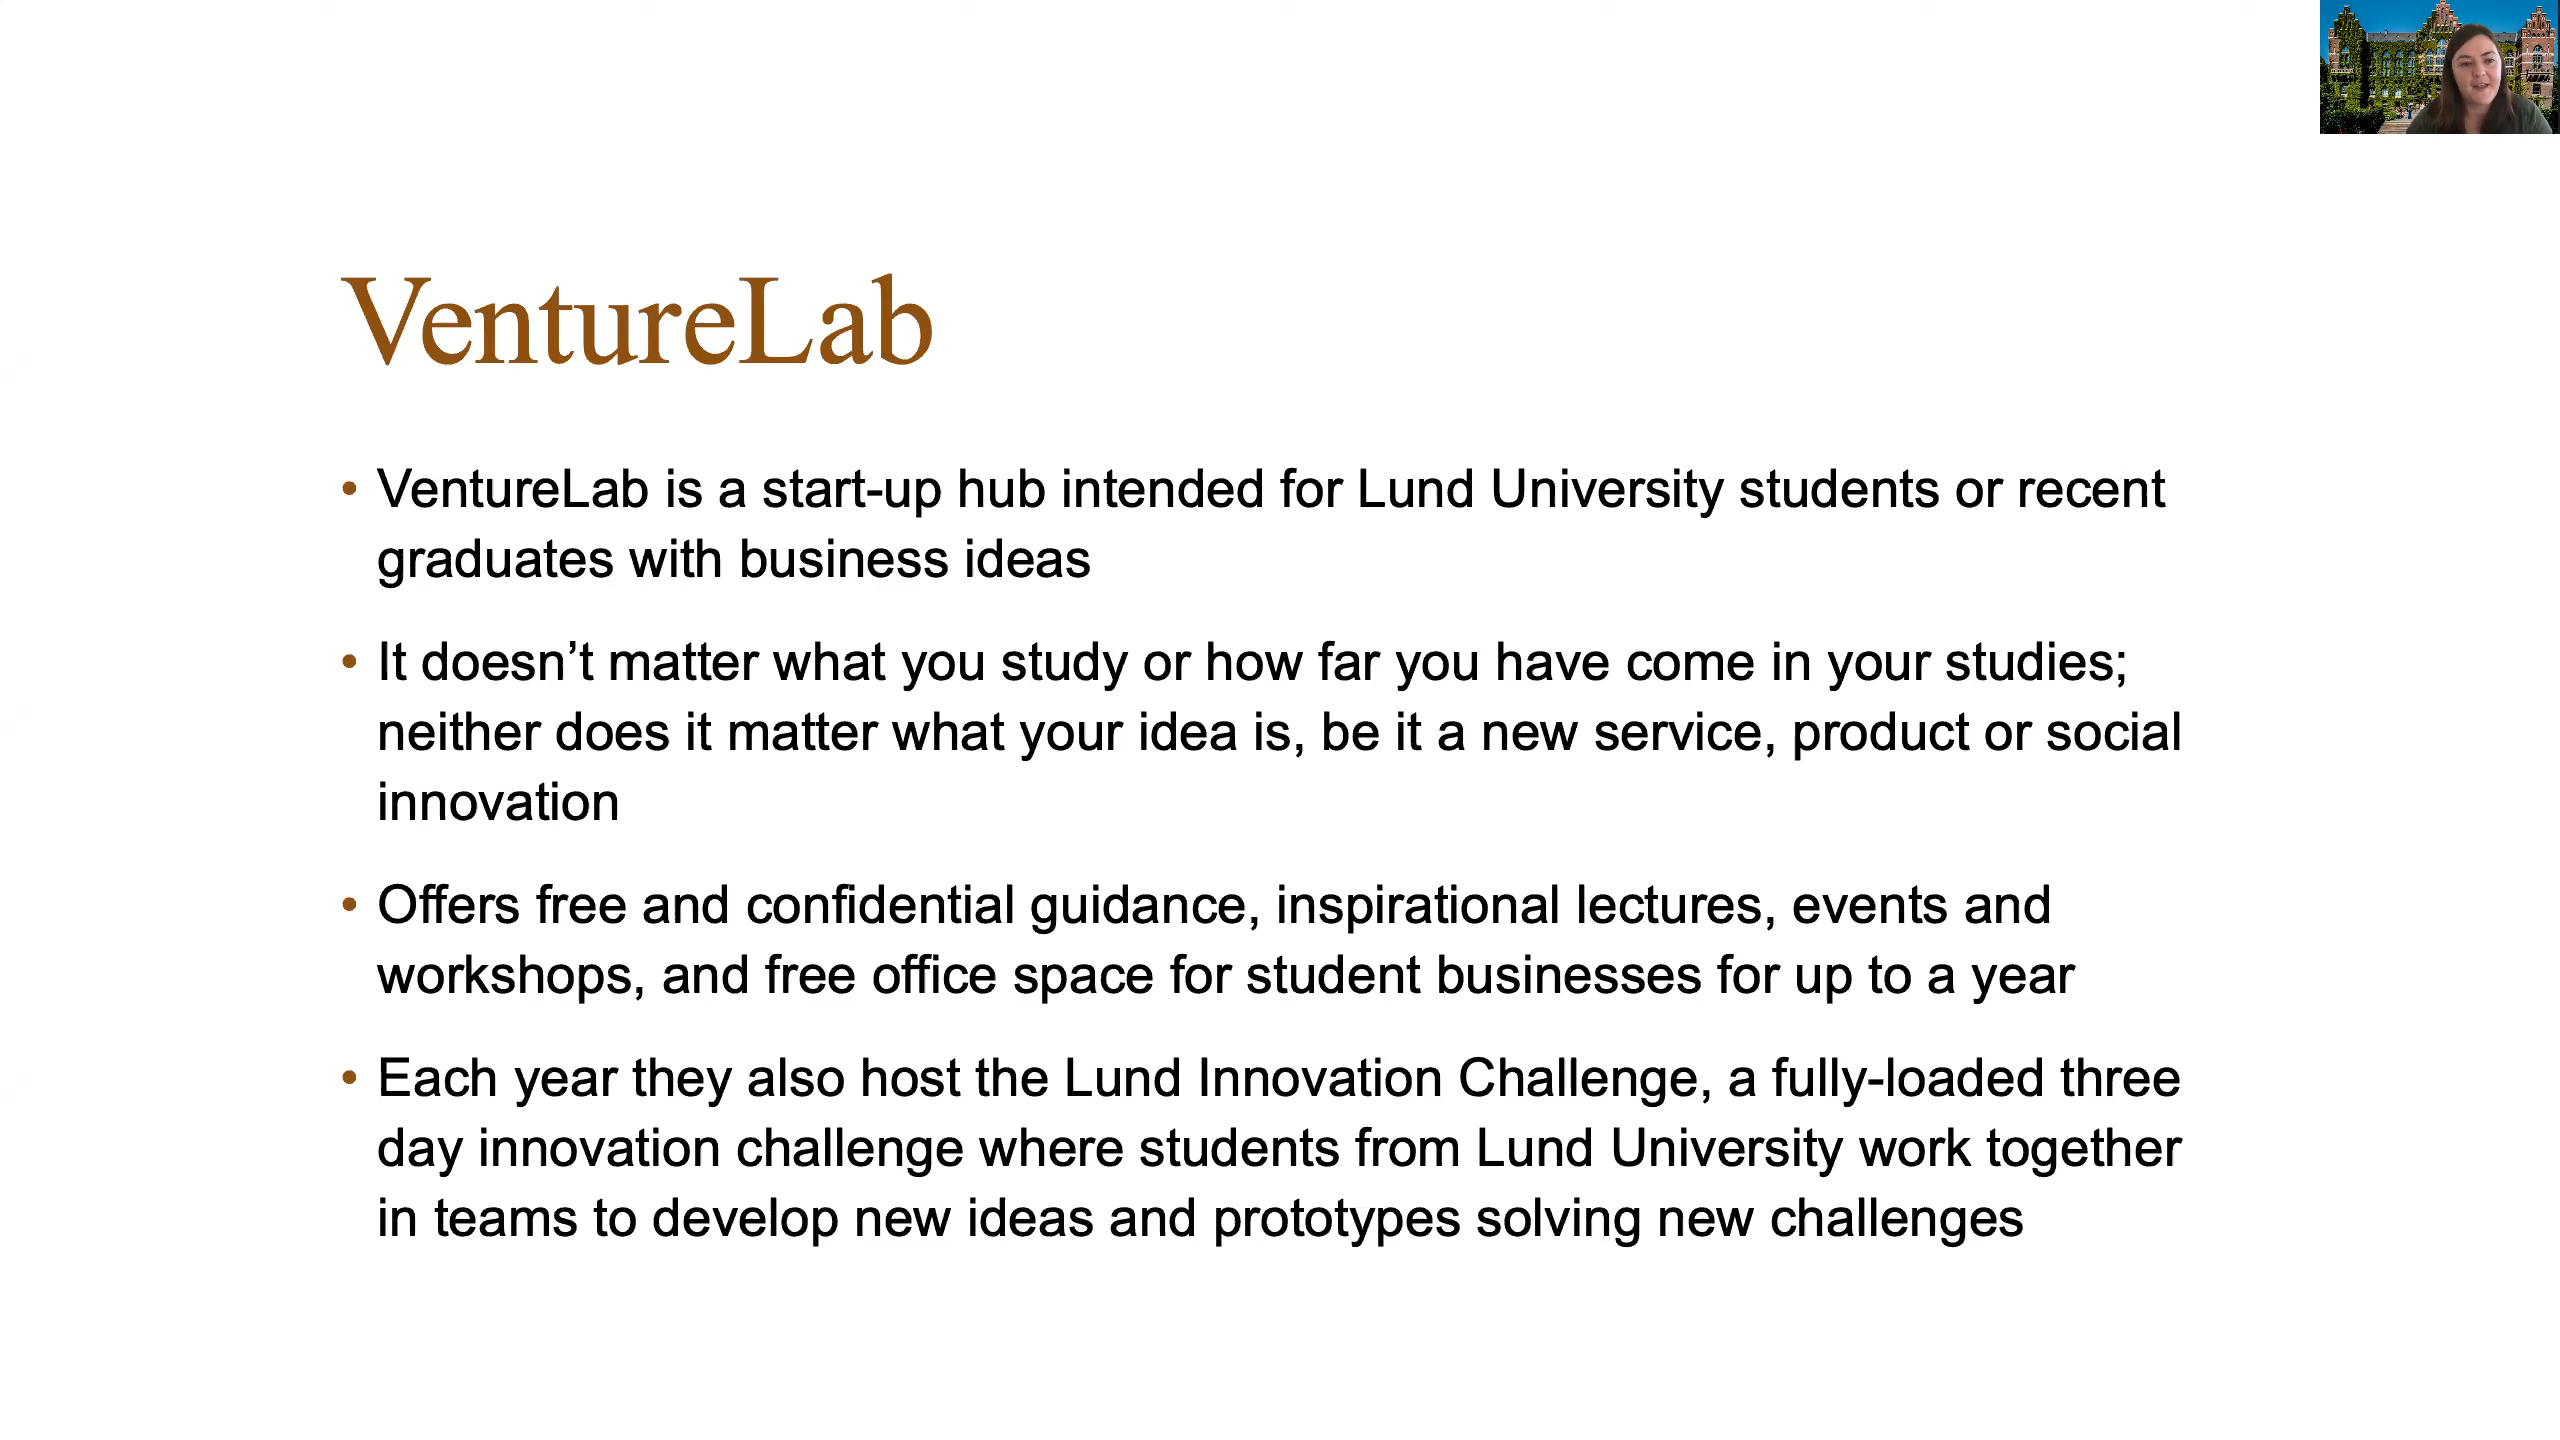 VentureLab
• VentureLab is a start-up hub intended for Lund University students or recent
graduates with business ideas
• It doesn’t matter what you study or how far you have come in your studies;
neither does it matter what your idea is, be it a new service, product or social
innovation
• Offers free and confidential guidance, inspirational lectures, events and
workshops, and free office space for student businesses for up to a year
• Each year they also host the Lund Innovation Challenge, a fully-loaded three
day innovation challenge where students from Lund University work together
in teams to develop new ideas and prototypes solving new challenges